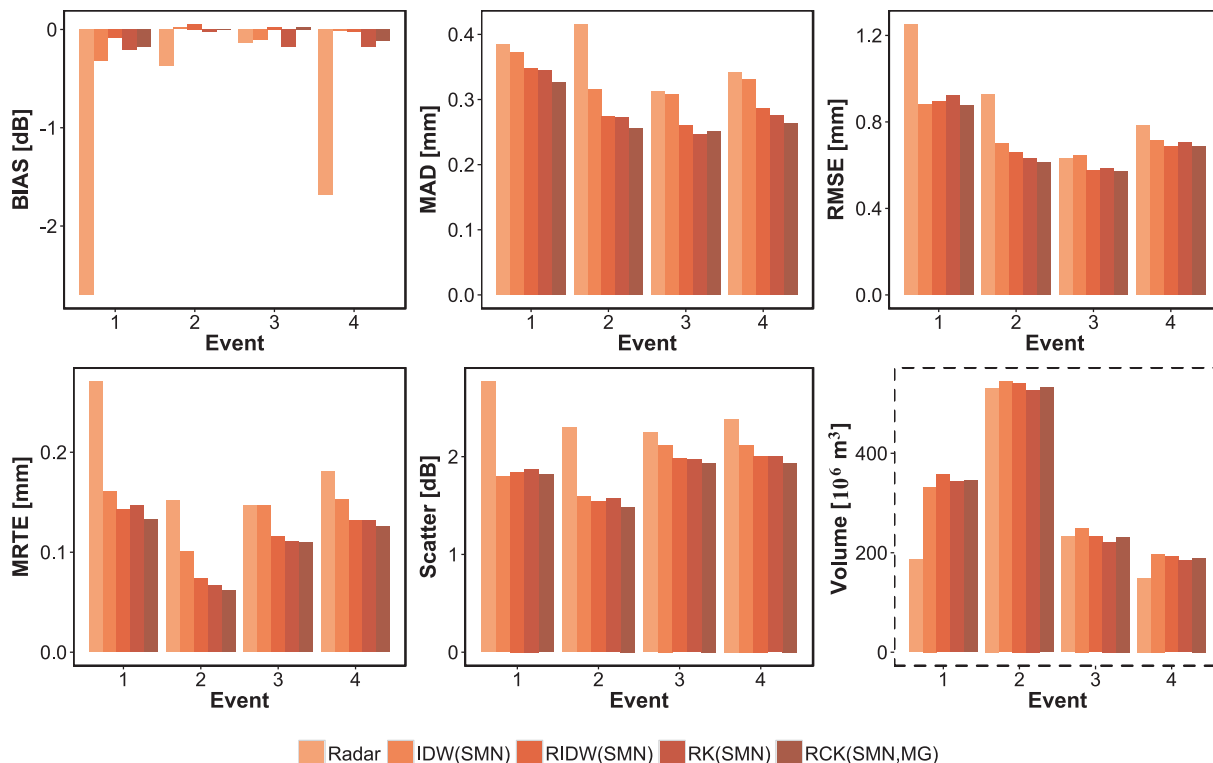 BIAS [dB]
0
-1
-2
1 2 3 4
Event
MAD [mm]
0.4
0.3
0.2
0.1
0.0
1 2 3 4
Event
RMSE [mm]
1.2
0.8
0.4
0.0
1 2 3 4
Event
MRTE [mm]
0.2
0.1
0.0
1 2 3 4
Event
Scatter [dB]
2
1
0
1 2 3 4
Event
Volume [10⁶ m³]
400
200
0
1 2 3 4
Event
Radar IDW(SMN) RIDW(SMN) RK(SMN) RCK(SMN,MG)